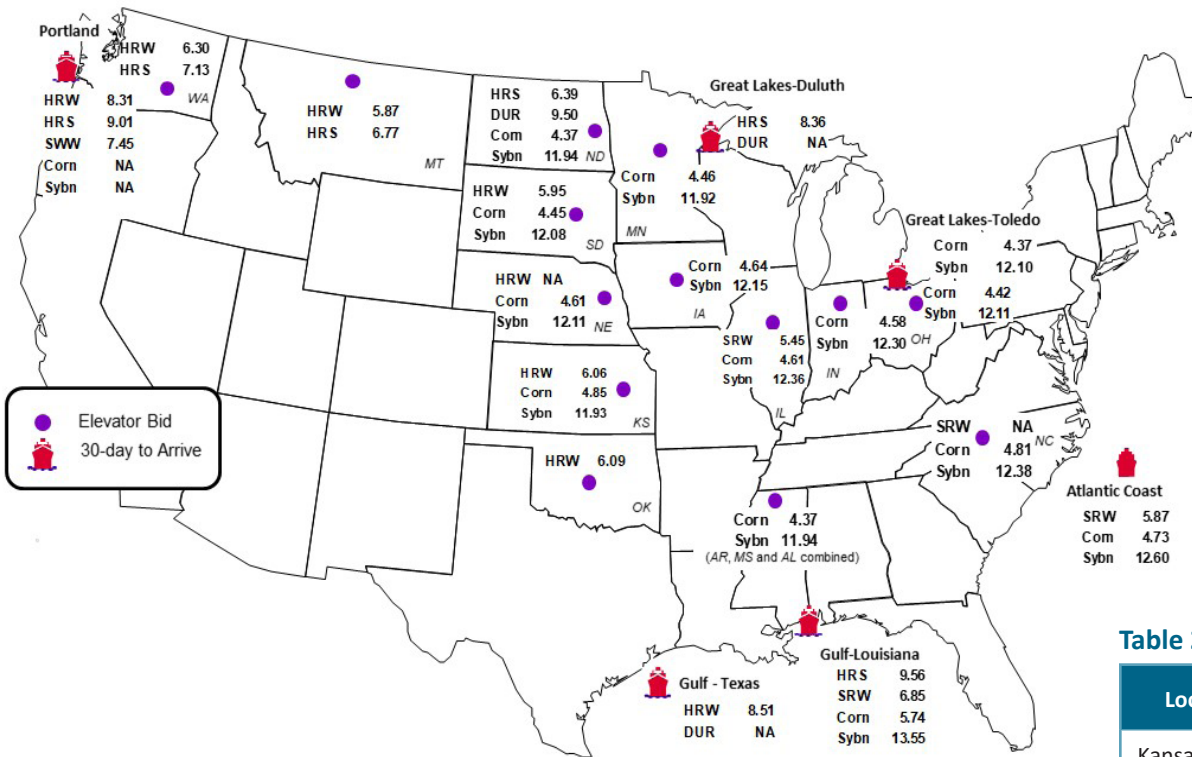 Portland
HRW 6.30
HRS 7.13
WA
HRW 8.31
HRS 9.01
SWW 7.45
Corn NA
Sybn NA
HRW 5.87
HRS 6.77
MT
HRS 6.39
DUR 9.50
Corn 4.37
Sybn 11.94 ND
HRW 5.95
Corn 4.45
Sybn 12.08
SD
HRW NA
Corn 4.61
Sybn 12.11 NE
HRW 6.06
Corn 4.85
Sybn 11.93
KS
HRW 6.09
OK
Great Lakes-Duluth
HRS 8.36
DUR NA
Corn 4.46
Sybn 11.92
MN
Corn 4.64
Sybn 12.15
IA
SRW 5.45
Corn 4.61
Sybn 12.36
IL
Great Lakes-Toledo
Corn 4.37
Sybn 12.10
Corn 4.42
Sybn 12.11
OH
Corn 4.58
Sybn 12.30
IN
SRW NA
NC
Corn 4.81
Sybn 12.38
Atlantic Coast
SRW 5.87
Corn 4.73
Sybn 12.60
Corn 4.37
Sybn 11.94
(AR, MS and AL combined)
Gulf - Texas
HRW 8.51
DUR NA
Gulf-Louisiana
HRS 9.56
SRW 6.85
Corn 5.74
Sybn 13.55
Elevator Bid
30-day to Arrive
Table
Loc
Kansa